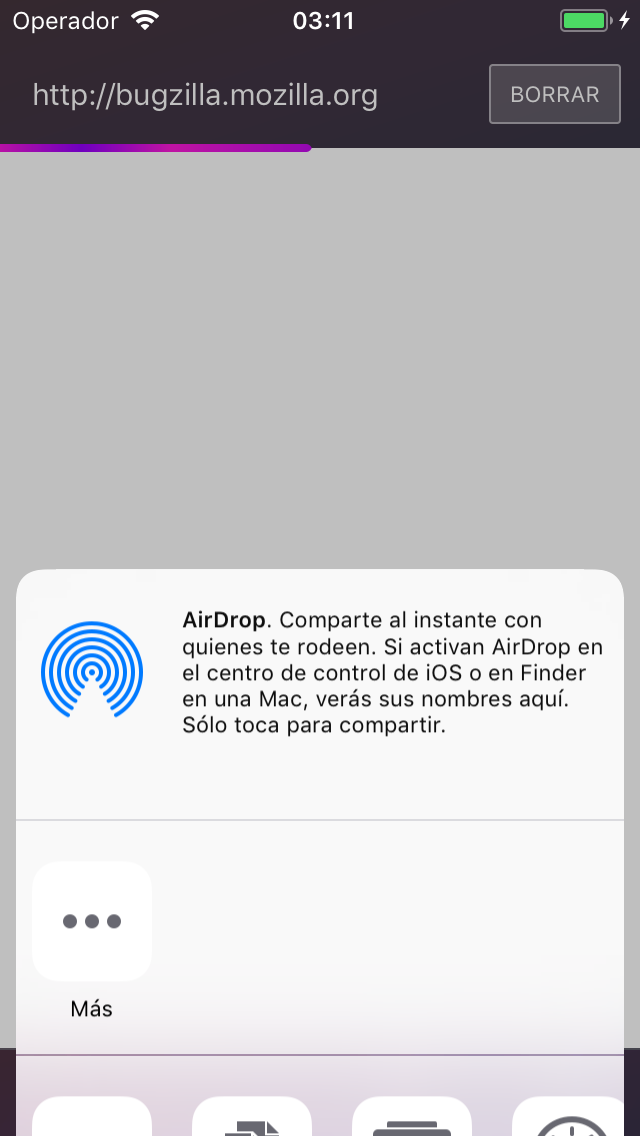 Operador 03:11
http://bugzilla.mozilla.org BORRAR
AirDrop. Comparte al instante con
quienes te rodeen. Si activan AirDrop en
el centro de control de iOS o en Finder
en una Mac, verás sus nombres aquí.
Sólo toca para compartir.
Más